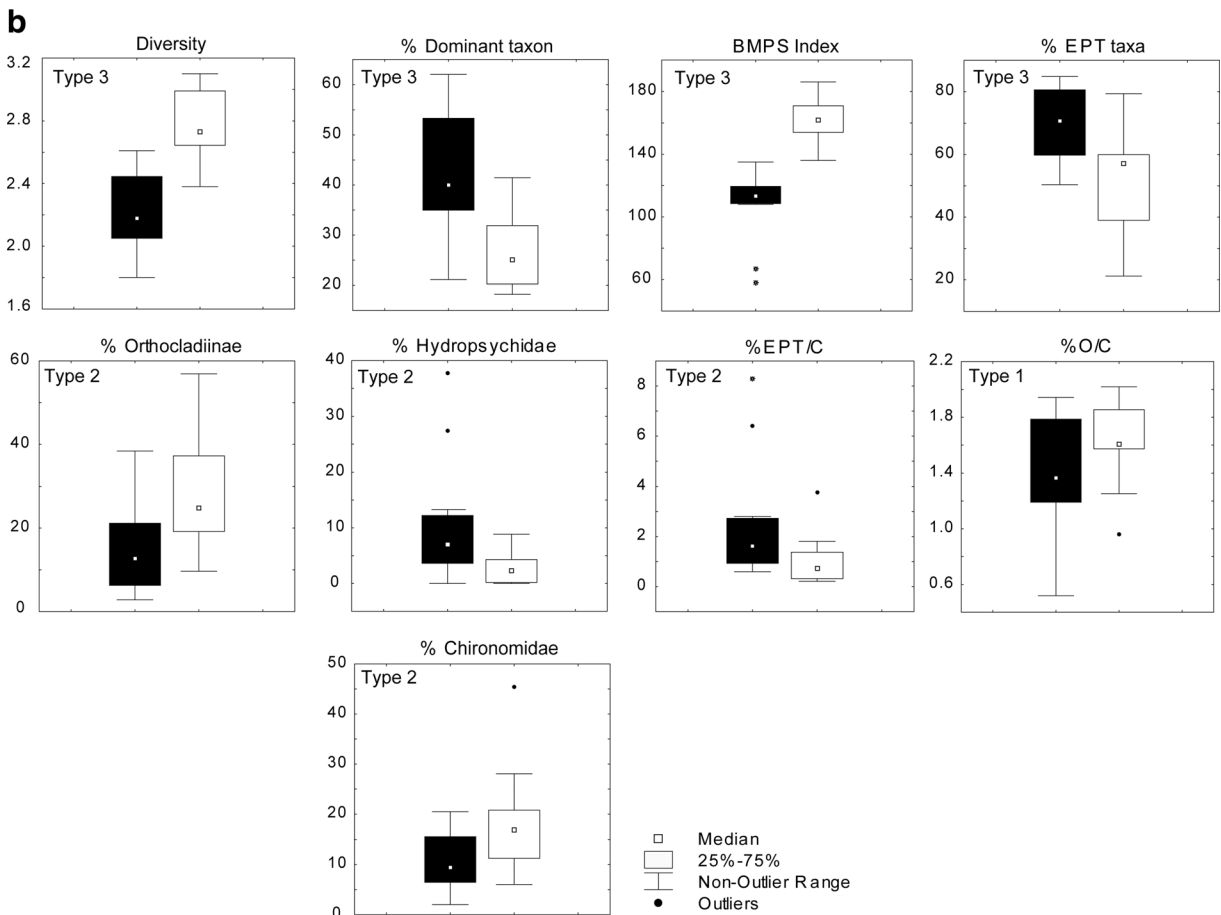 b
Diversity
Type 3
3.2
2.8
2.4
2.0
1.6
% Dominant taxon
Type 3
60
50
40
30
20
BMPS Index
Type 3
180
140
100
60
% EPT taxa
Type 3
80
60
40
20
% Orthocladiinae
Type 2
60
40
20
0
% Hydropsychidae
Type 2
40
30
20
10
0
%EPT/C
Type 2
8
6
4
2
0
%O/C
Type 1
2.2
1.8
1.4
1.0
0.6
% Chironomidae
Type 2
50
40
30
20
10
0
Median
25%-75%
Non-Outlier Range
Outliers